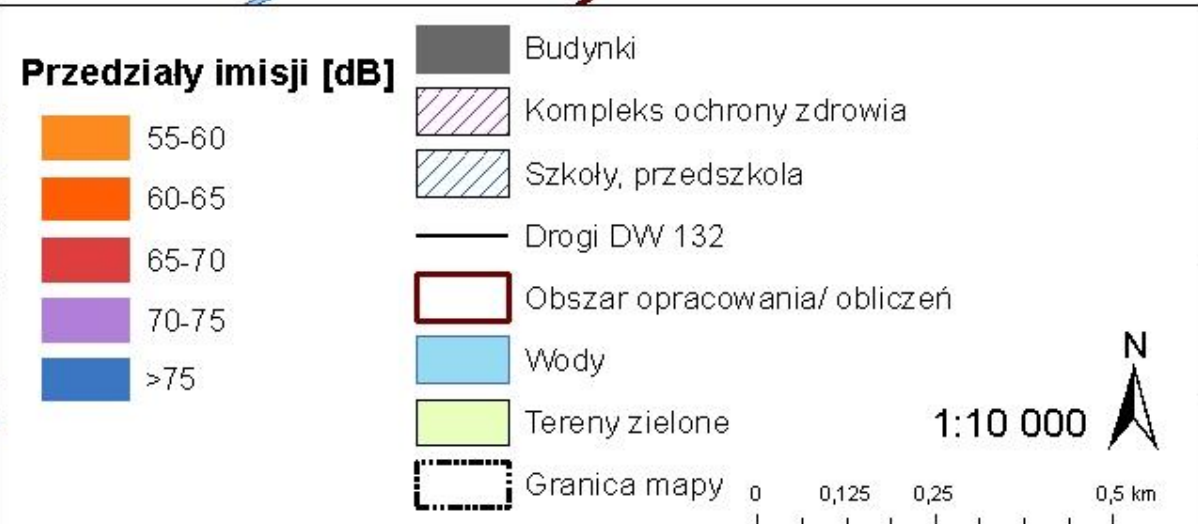 Przedziały imisji [dB]
55-60
60-65
65-70
70-75
>75
Budynki
Kompleks ochrony zdrowia
Szkoły, przedszkola
Drogi DW 132
Obszar opracowania/ obliczeń
Wody
Tereny zielone
Granica mapy
N
1:10 000
0 0,125 0,25 0,5 km